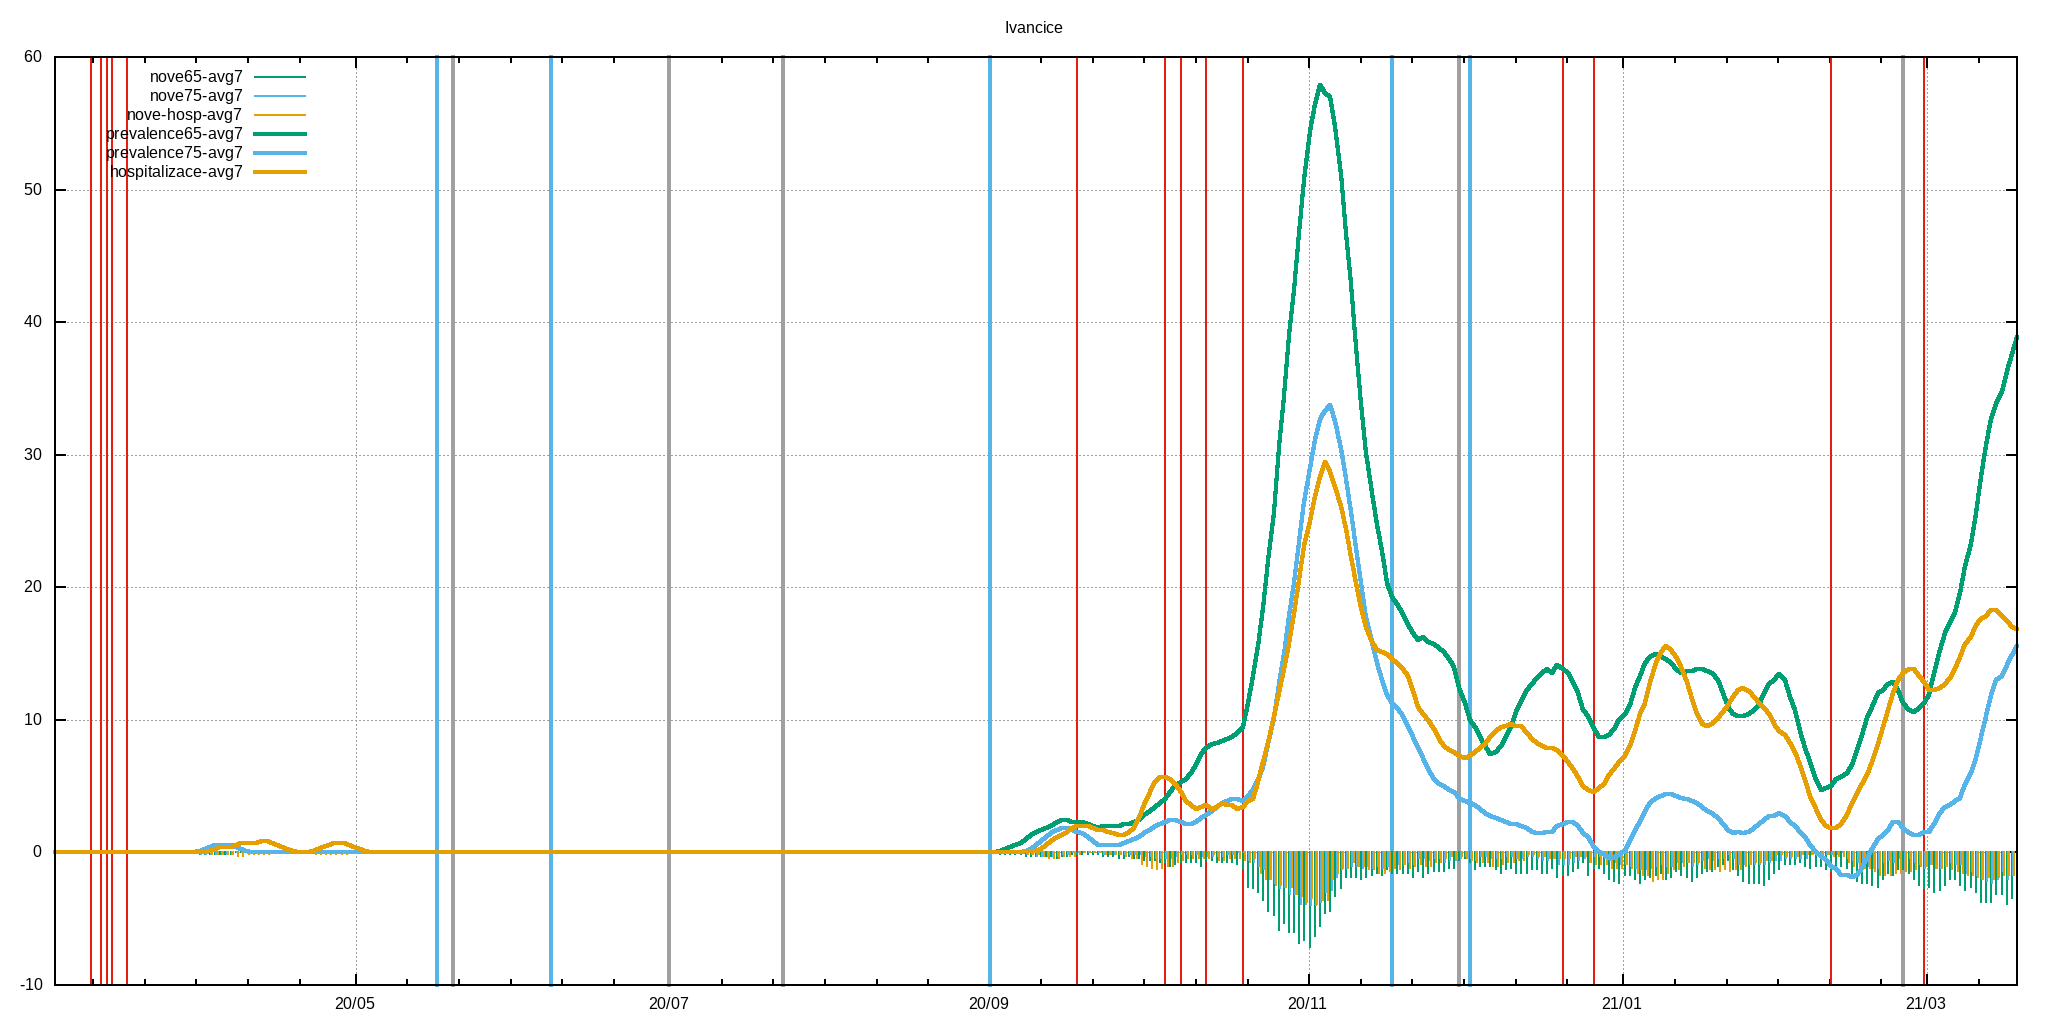 Ivancice
60
nove65-avg7
nove75-avg7
nove-hosp-avg7
prevalence65-avg7
prevalence75-avg7
hospitalizace-avg7
50
40
30
20
10
0
-10
20/05 20/07 20/09 20/11 21/01 21/03